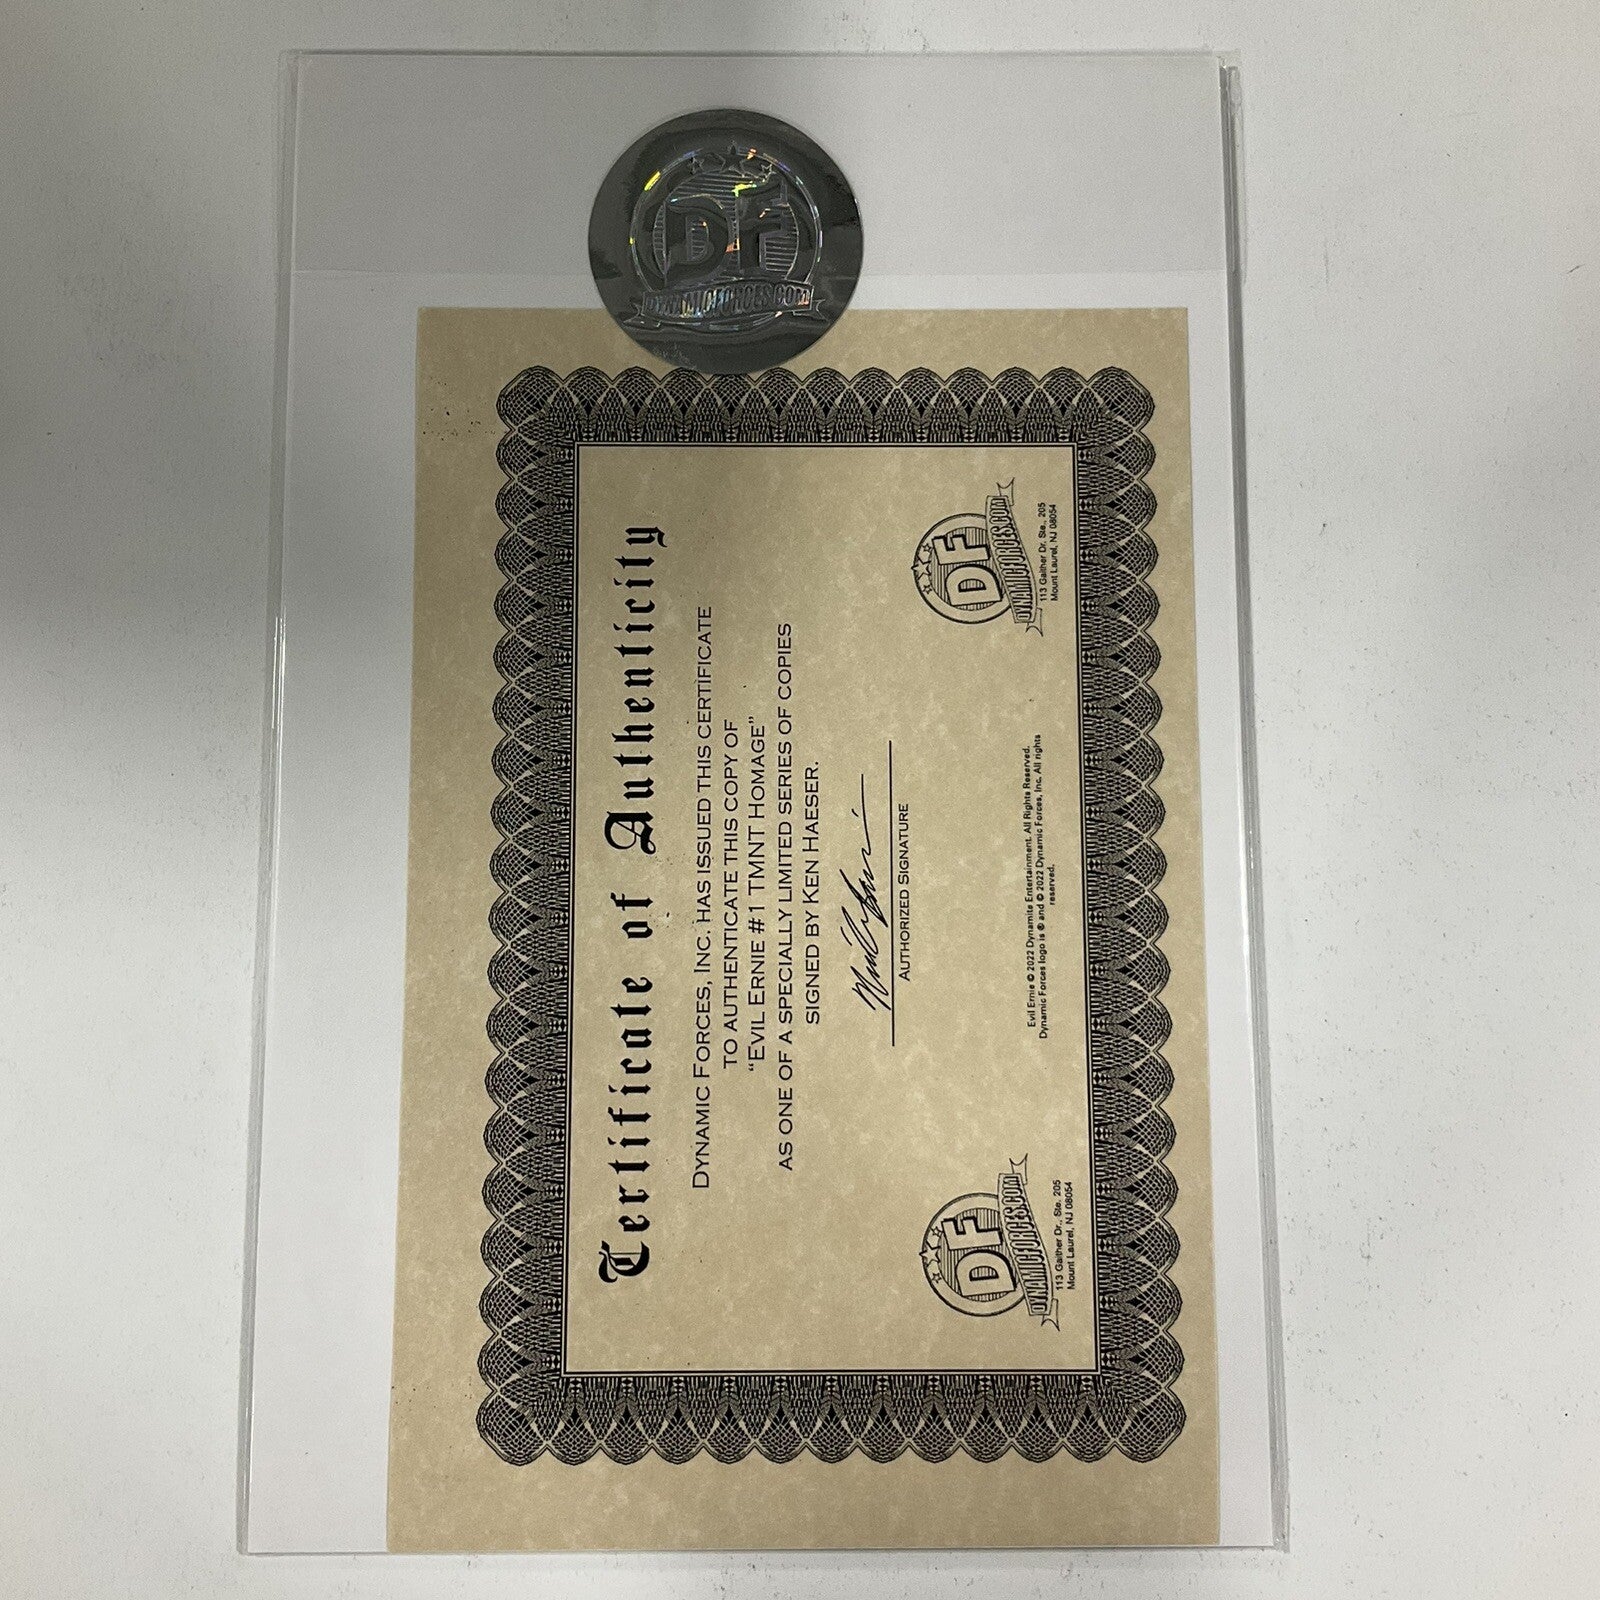 DF
DYNAMICFORCES.COM
Certificate of Authenticity
DYNAMIC FORCES, INC. HAS ISSUED THIS CERTIFICATE
TO AUTHENTICATE THIS COPY OF
"EVIL ERNIE #1 TMNT HOMAGE"
AS ONE OF A SPECIALLY LIMITED SERIES OF COPIES
SIGNED BY KEN HAESER.
AUTHORIZED SIGNATURE
DF
DYNAMICFORCES.COM
113 Gaither Dr., Ste. 205
Mount Laurel, NJ 08054
Evil Ernie © 2022 Dynamite Entertainment. All Rights Reserved.
Dynamic Forces logo is ® and © 2022 Dynamic Forces, Inc. All rights
reserved.
DF
DYNAMICFORCES.COM
113 Gaither Dr. Ste., 205
Mount Laurel, NJ 08054